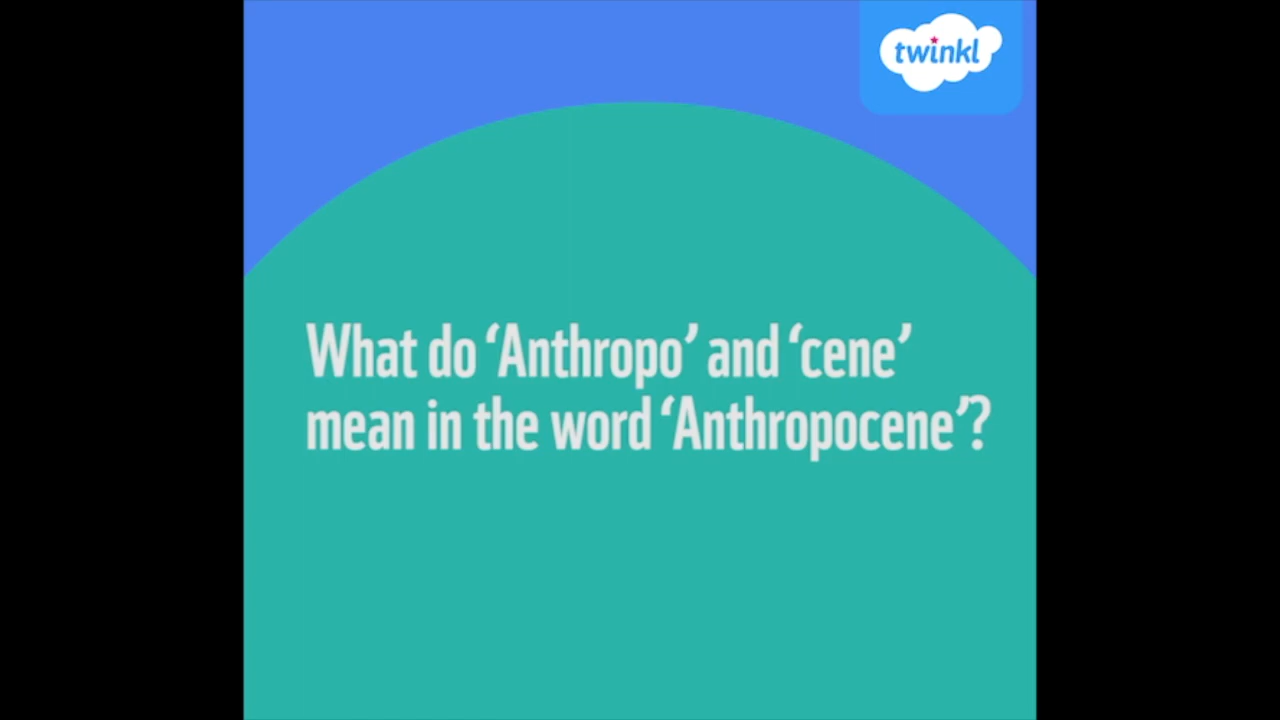 twinkl
What do ‘Anthropo’ and ‘cene’
mean in the word ‘Anthropocene’?